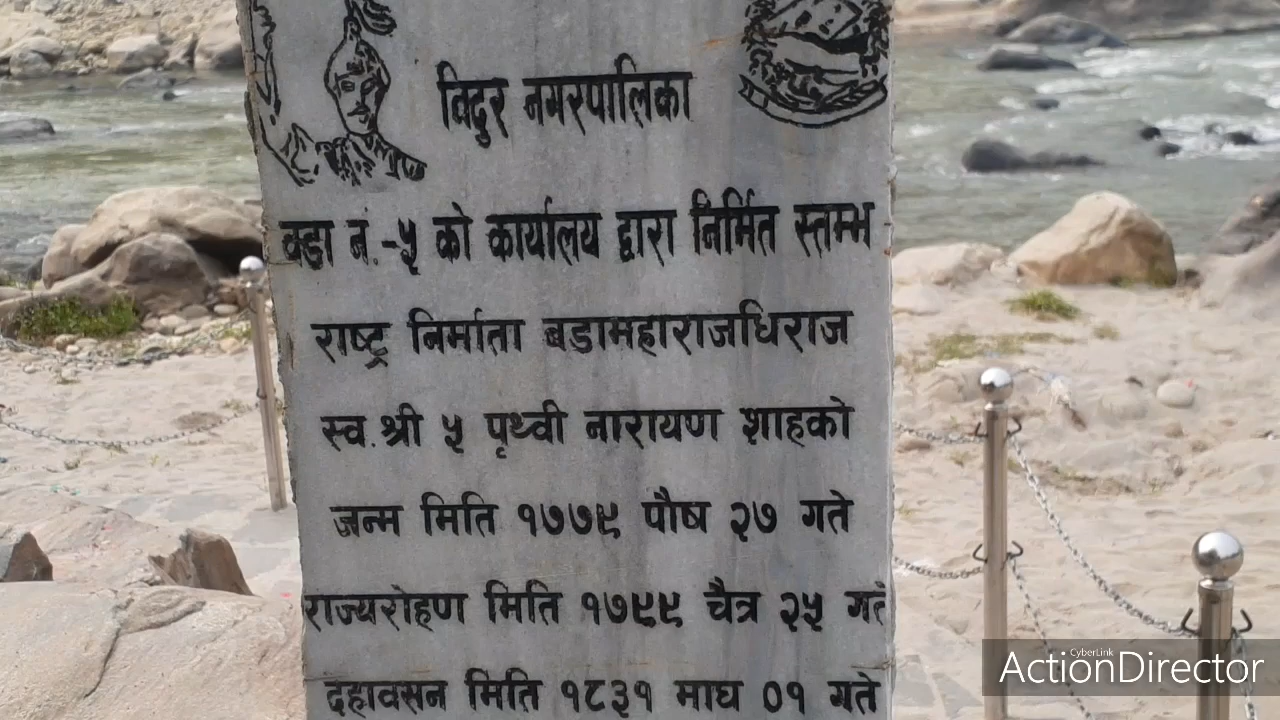 विदुर नगरपालिका
वडा नं.-५ को कार्यालय द्वारा निर्मित स्तम्भ
राष्ट्र निर्माता बडामहाराजधिराज
स्व.श्री ५ पृथ्वी नारायण शाहको
जन्म मिति १७७९ पौष २७ गते
राज्यरोहण मिति १७९९ चैत्र २५ गते
दहावसन मिति १८३१ माघ ०१ गते
CyberLink
ActionDirector